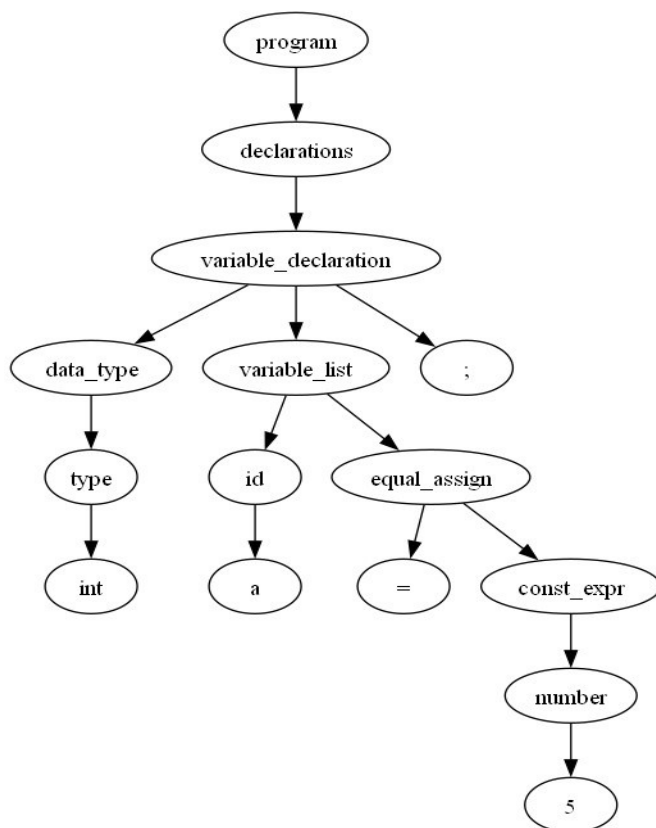 program
declarations
variable_declaration
data_type
variable_list
;
type
id
equal_assign
int
a
=
const_expr
number
5